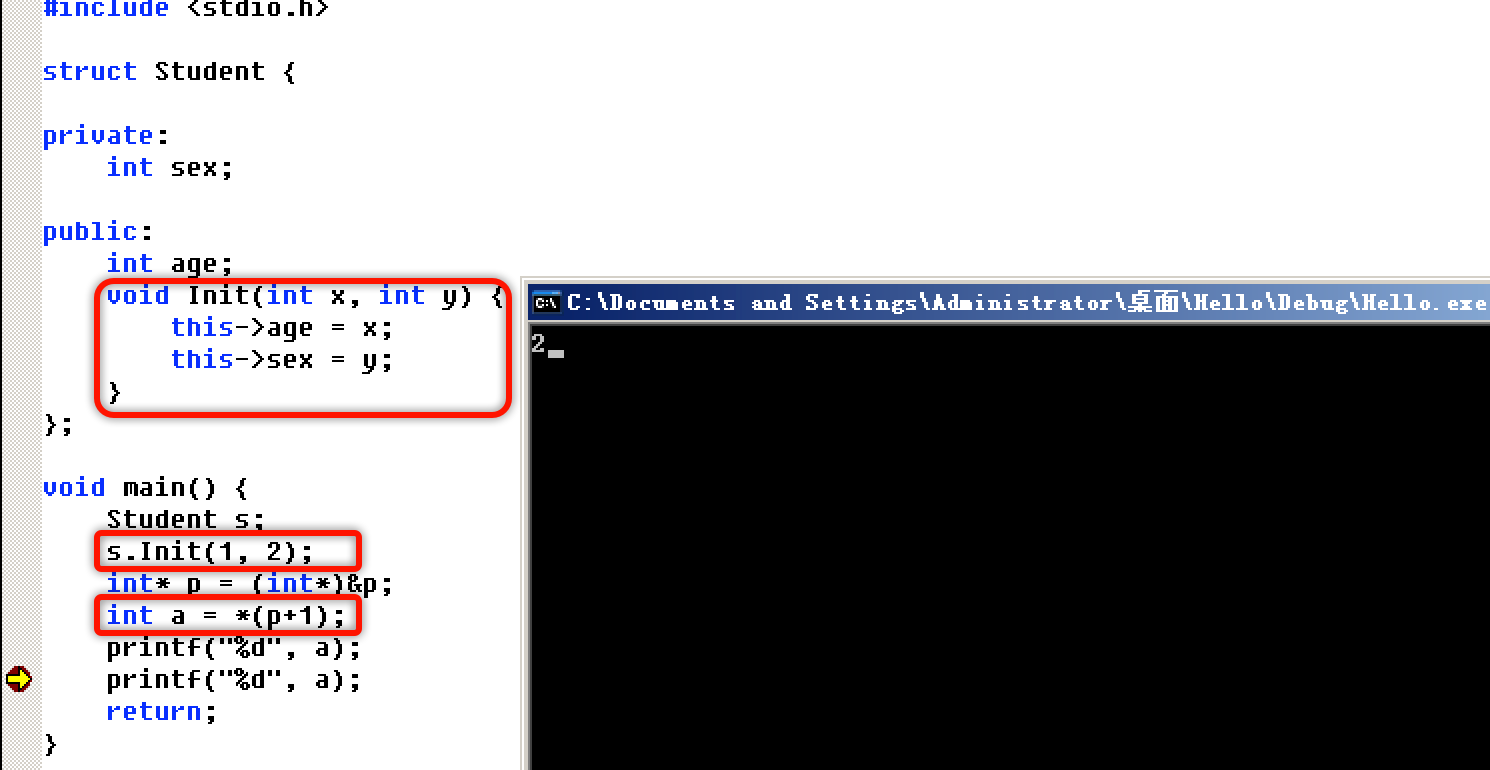 #include <stdio.h>
struct Student {
private:
int sex;
public:
int age;
void Init(int x, int y) {
this->age = x;
this->sex = y;
}
};
void main() {
Student s;
s.Init(1, 2);
int* p = (int*)&p;
int a = *(p+1);
printf("%d", a);
printf("%d", a);
return;
}
C:\Documents and Settings\Administrator\桌面\Hello\Debug\Hello.exe
2